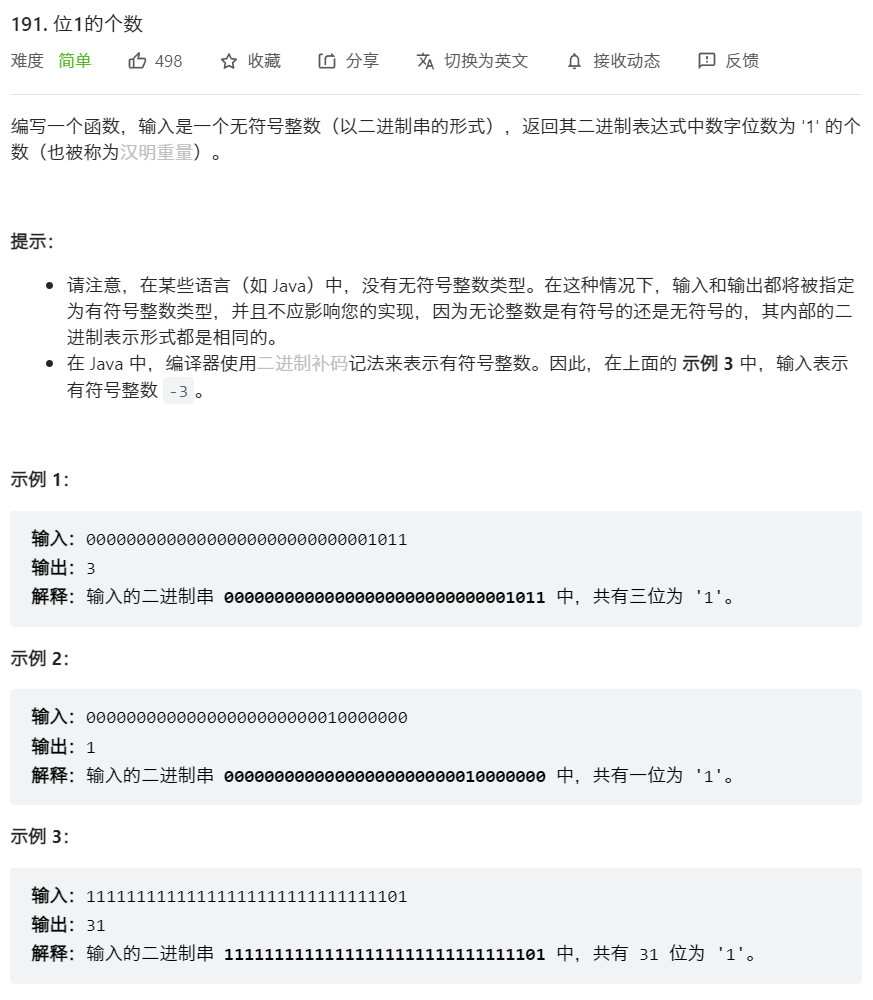 191. 位1的个数
难度 简单 498 收藏 分享 切换为英文 接收动态 反馈
编写一个函数，输入是一个无符号整数（以二进制串的形式），返回其二进制表达式中数字位数为 '1' 的个
数（也被称为汉明重量）。
提示：
请注意，在某些语言（如 Java）中，没有无符号整数类型。在这种情况下，输入和输出都将被指定
为有符号整数类型，并且不应影响您的实现，因为无论整数是有符号的还是无符号的，其内部的二
进制表示形式都是相同的。
在 Java 中，编译器使用二进制补码记法来表示有符号整数。因此，在上面的 示例 3 中，输入表示
有符号整数 -3。
示例 1：
输入：00000000000000000000000000001011
输出：3
解释：输入的二进制串 00000000000000000000000000001011 中，共有三位为 '1'。
示例 2：
输入：00000000000000000000000010000000
输出：1
解释：输入的二进制串 00000000000000000000000010000000 中，共有一位为 '1'。
示例 3：
输入：11111111111111111111111111111101
输出：31
解释：输入的二进制串 11111111111111111111111111111101 中，共有 31 位为 '1'。